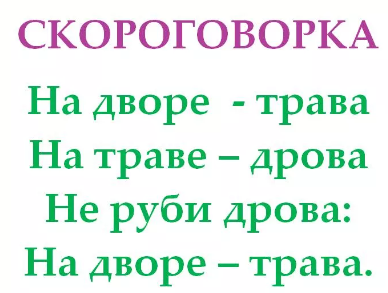 СКОРОГОВОРКА
На дворе - трава
На траве – дрова
Не руби дрова:
На дворе – трава.